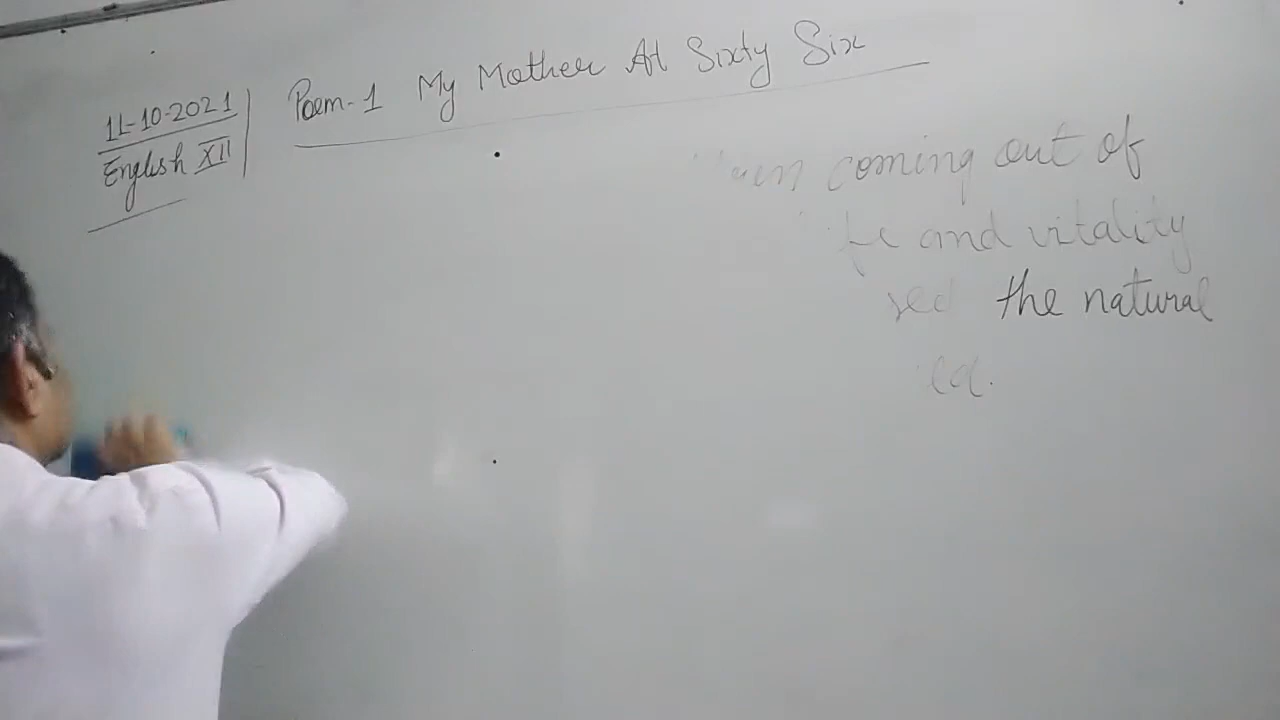 11-10-2021
English XII
Poem-1 My Mother At Sixty Six
coming out of
and vitality
the natural